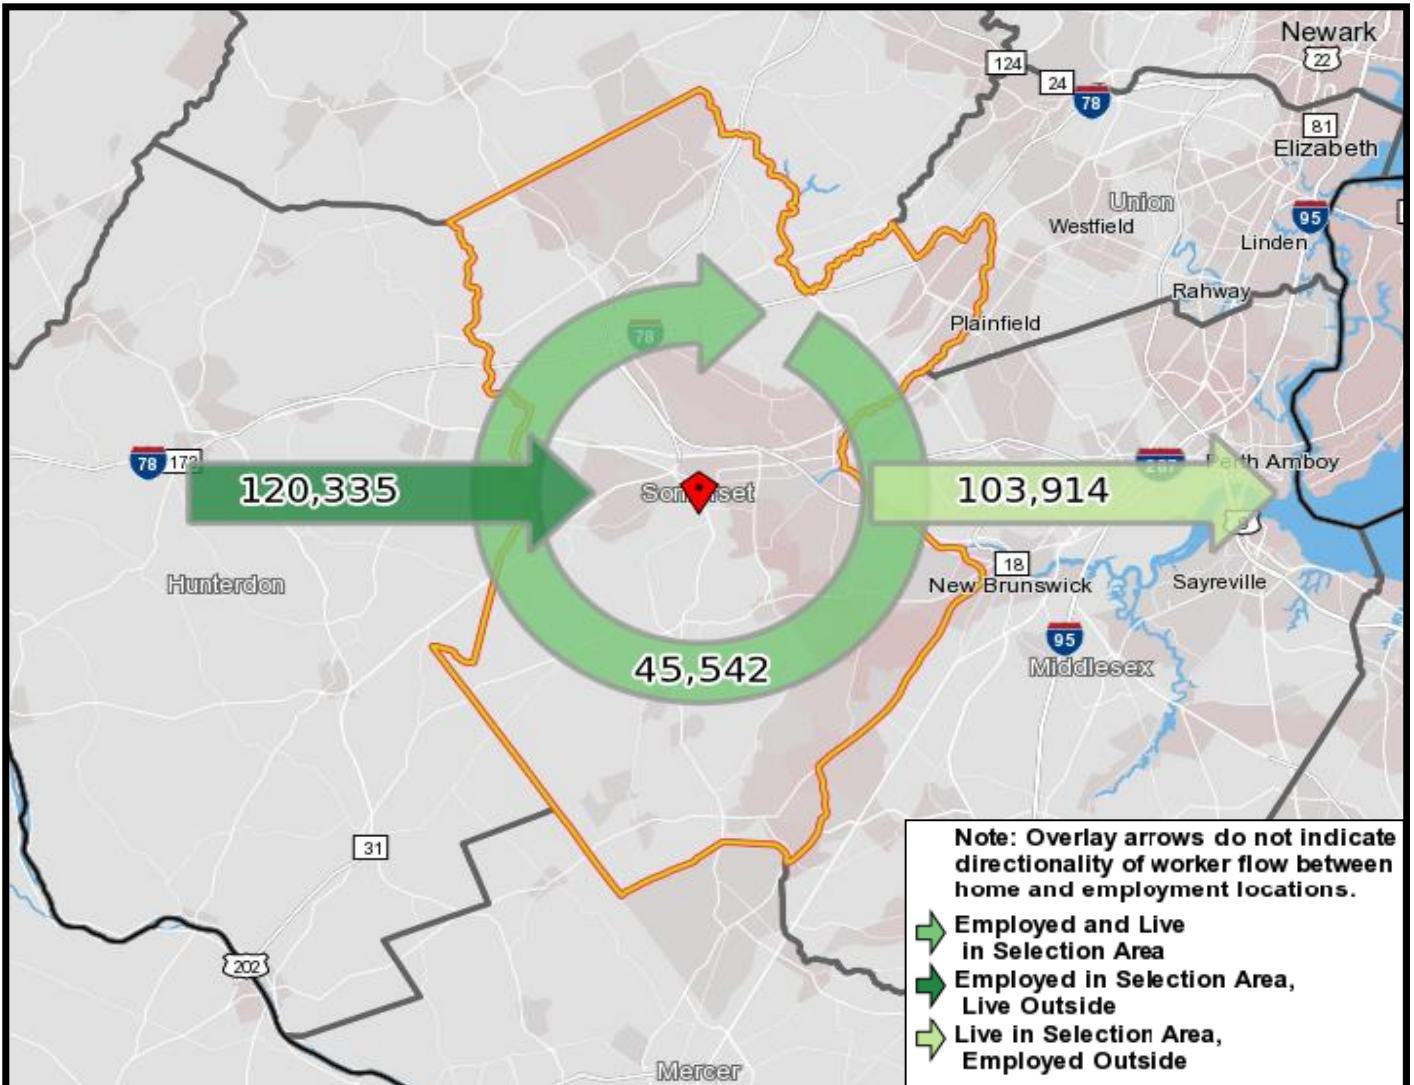 Newark
22
124
24
78
81
Elizabeth
Union
95
Westfield
Linden
Rahway
78
Plainfield
78
Perth Amboy
120,335
Somerset
103,914
Hunterdon
18
New Brunswick
Sayreville
95
Middlesex
45,542
31
202
Mercer
Note: Overlay arrows do not indicate
directionality of worker flow between
home and employment locations.
Employed and Live
in Selection Area
Employed in Selection Area,
Live Outside
Live in Selection Area,
Employed Outside